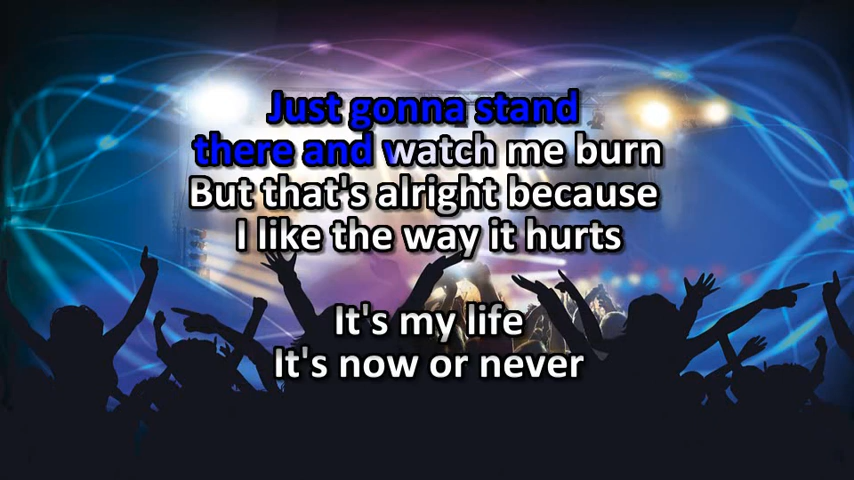 Just gonna stand
there and watch me burn
But that's alright because
I like the way it hurts
It's my life
It's now or never